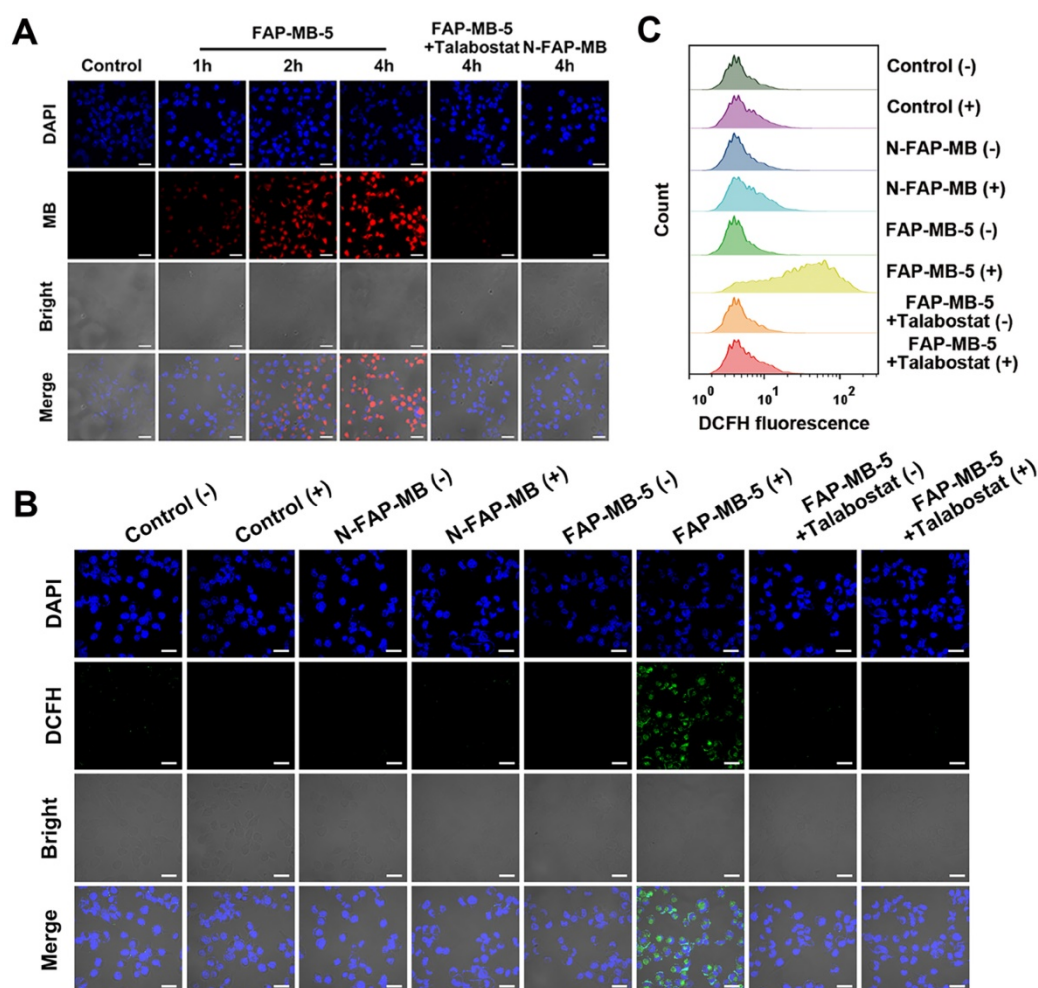 A
FAP-MB-5
FAP-MB-5
+Talabostat N-FAP-MB
Control 1h 2h 4h 4h 4h
DAPI
MB
Bright
Merge
C
Control (-)
Control (+)
N-FAP-MB (-)
N-FAP-MB (+)
FAP-MB-5 (-)
FAP-MB-5 (+)
FAP-MB-5
+Talabostat (-)
FAP-MB-5
+Talabostat (+)
Count
10^0 10^1 10^2
DCFH fluorescence
B
Control (-)
Control (+)
N-FAP-MB (-)
N-FAP-MB (+)
FAP-MB-5 (-)
FAP-MB-5 (+)
FAP-MB-5
+Talabostat (-)
FAP-MB-5
+Talabostat (+)
DAPI
DCFH
Bright
Merge